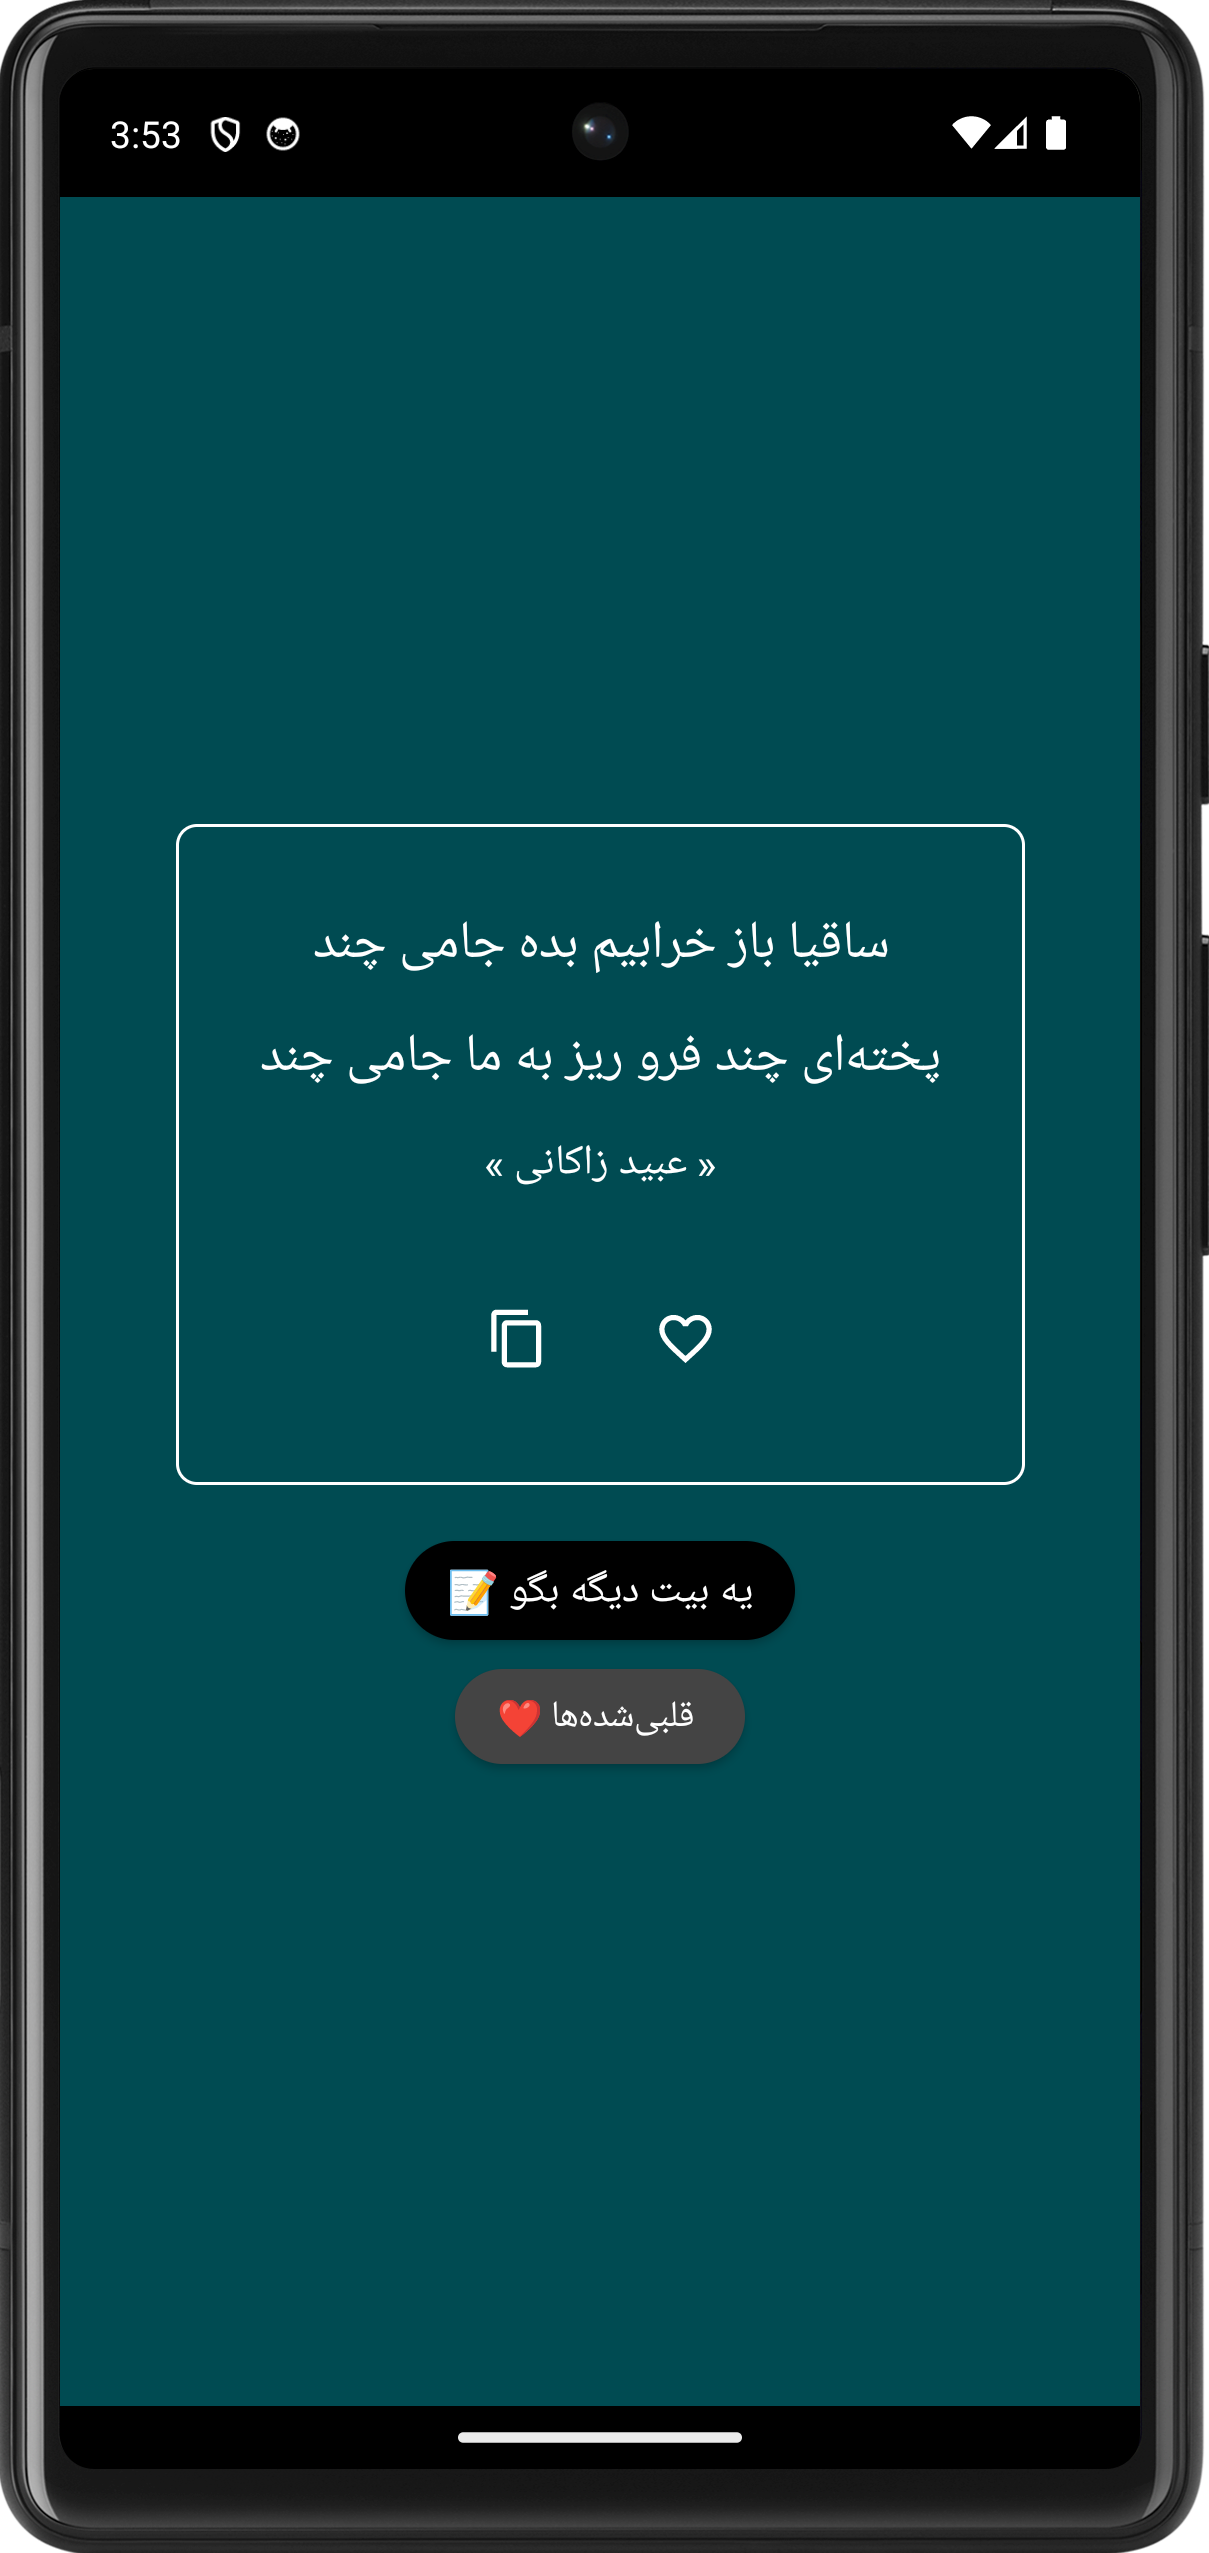 3:53
ساقیا باز خرابیم بده جامی چند
پخته‌ای چند فرو ریز به ما جامی چند
« عبید زاکانی »
یه بیت دیگه بگو 📝
قلبی‌شده‌ها ❤️